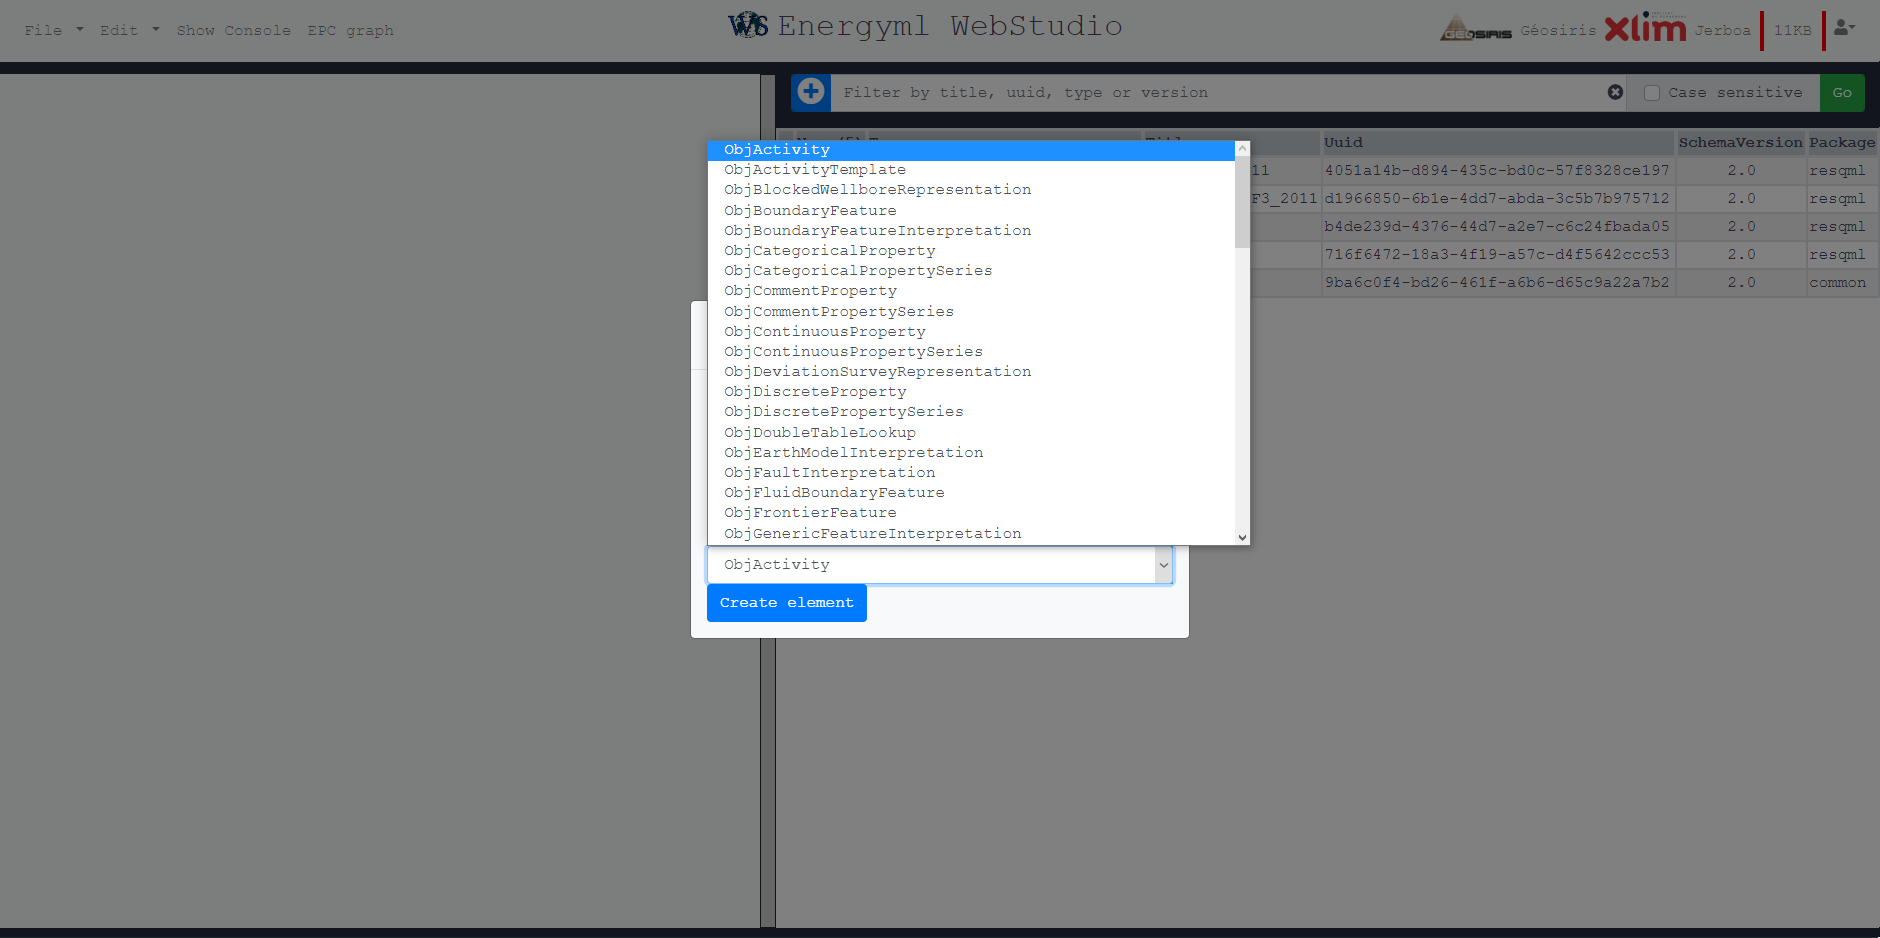 File Edit Show Console EPC graph WS Energyml WebStudio GEOSIRIS Géosiris Xlim Jerboa 11KB
Filter by title, uuid, type or version Case sensitive Go
Uuid SchemaVersion Package
11 4051a14b-d894-435c-bd0c-57f8328ce197 2.0 resqml
F3_2011 d1966850-6b1e-4dd7-abda-3c5b7b975712 2.0 resqml
b4de239d-4376-44d7-a2e7-c6c24fbada05 2.0 resqml
716f6472-18a3-4f19-a57c-d4f5642ccc53 2.0 resqml
9ba6c0f4-bd26-461f-a6b6-d65c9a22a7b2 2.0 common
ObjActivity
ObjActivityTemplate
ObjBlockedWellboreRepresentation
ObjBoundaryFeature
ObjBoundaryFeatureInterpretation
ObjCategoricalProperty
ObjCategoricalPropertySeries
ObjCommentProperty
ObjCommentPropertySeries
ObjContinuousProperty
ObjContinuousPropertySeries
ObjDeviationSurveyRepresentation
ObjDiscreteProperty
ObjDiscretePropertySeries
ObjDoubleTableLookup
ObjEarthModelInterpretation
ObjFaultInterpretation
ObjFluidBoundaryFeature
ObjFrontierFeature
ObjGenericFeatureInterpretation
ObjActivity
Create element